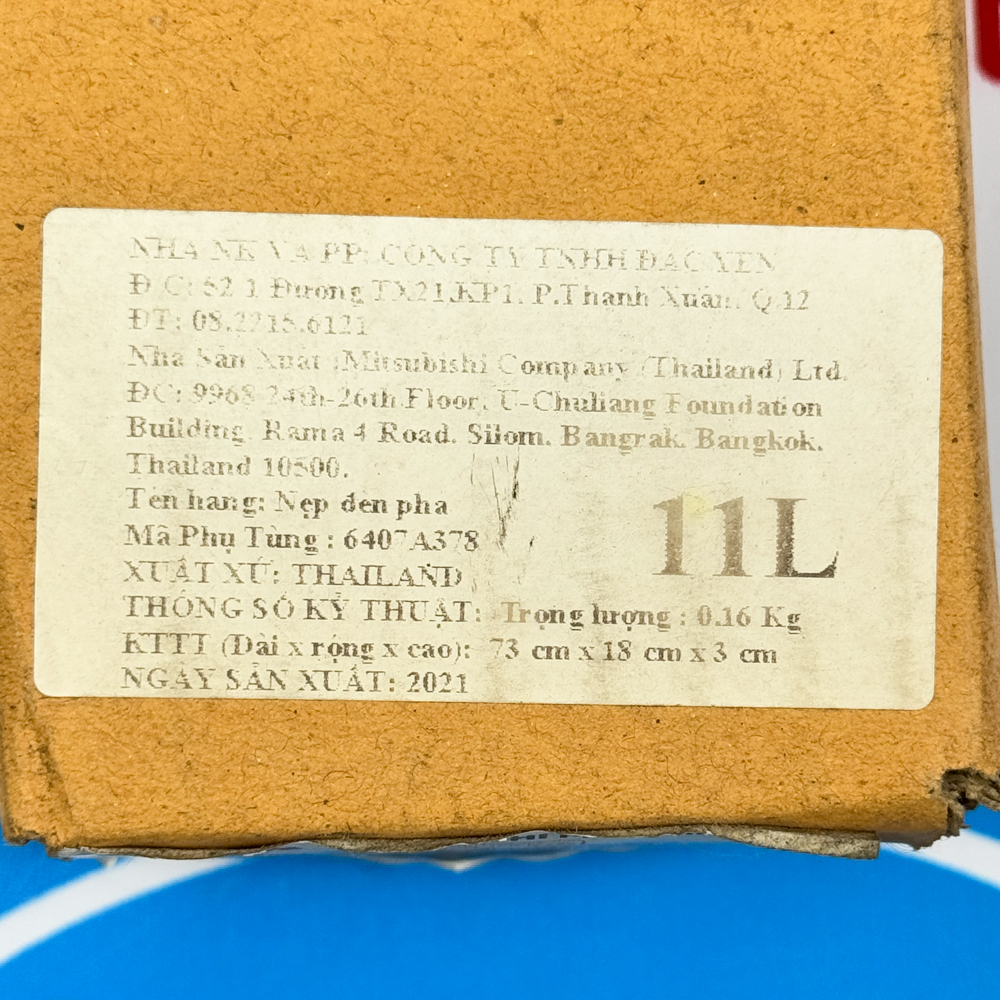 NHÀ NK VÀ PP: CÔNG TY TNHH ĐẠC YẾN
ĐC: 52/1 Đường TX21,KP1, P.Thạnh Xuân, Q.12
ĐT: 08.2215.6121
Nhà Sản Xuất :Mitsubishi Company (Thailand) Ltd.
ĐC: 9968 24th-26th Floor, U-Chuliang Foundation
Building, Rama 4 Road, Silom, Bangrak, Bangkok,
Thailand 10500.
Tên hàng: Nẹp đèn pha
Mã Phụ Tùng : 6407A378
11L
XUẤT XỨ: THAILAND
THÔNG SỐ KỸ THUẬT: Trọng lượng : 0.16 Kg
KTTT (Dài x rộng x cao): 73 cm x 18 cm x 3 cm
NGÀY SẢN XUẤT: 2021